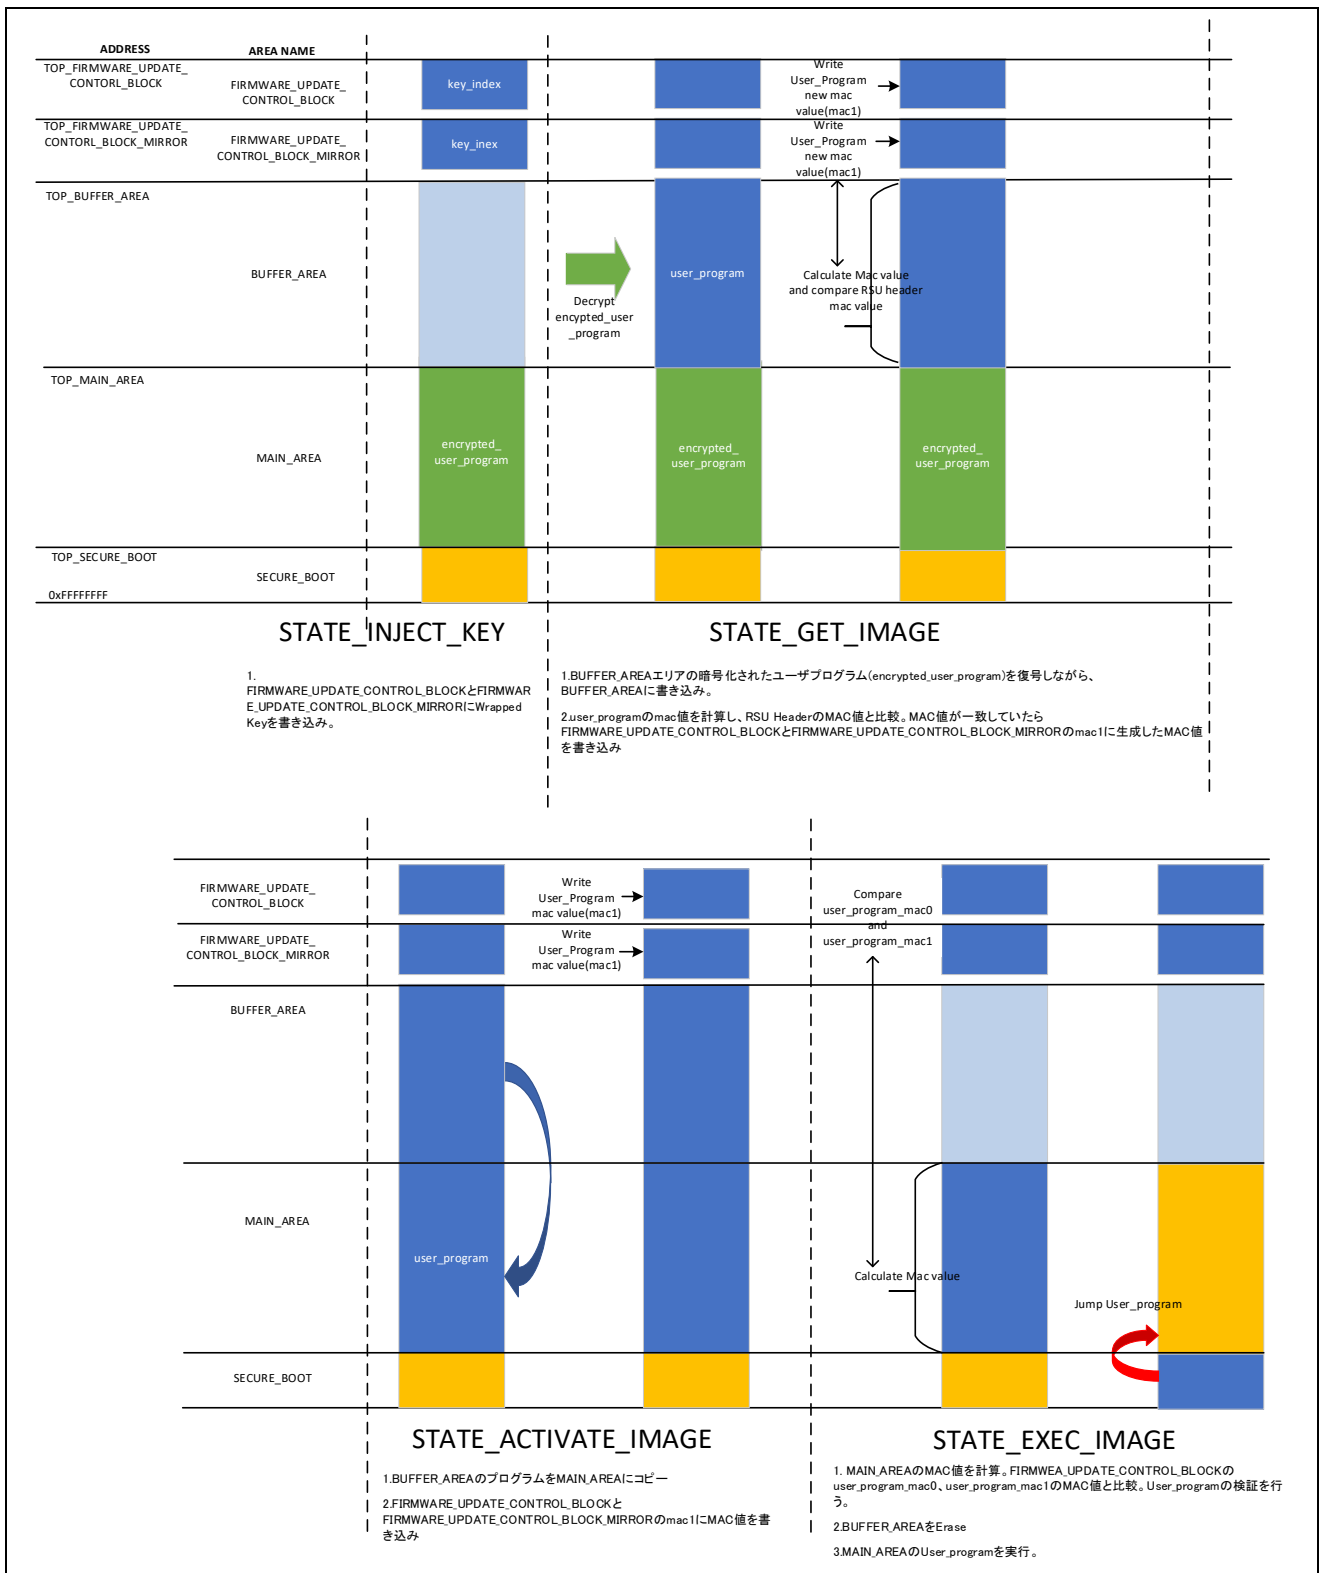 ADDRESS
AREA NAME
TOP_FIRMWARE_UPDATE_
CONTORL_BLOCK
FIRMWARE_UPDATE_
CONTROL_BLOCK
key_index
Write
User_Program
new mac
value(mac1)
TOP_FIRMWARE_UPDATE_
CONTORL_BLOCK_MIRROR
FIRMWARE_UPDATE_
CONTROL_BLOCK_MIRROR
key_inex
Write
User_Program
new mac
value(mac1)
TOP_BUFFER_AREA
BUFFER_AREA
Decrypt
encypted_user
_program
user_program
Calculate Mac value
and compare RSU header
mac value
TOP_MAIN_AREA
MAIN_AREA
encrypted_
user_program
encrypted_
user_program
encrypted_
user_program
TOP_SECURE_BOOT
SECURE_BOOT
0xFFFFFFFF
STATE_INJECT_KEY
1.
FIRMWARE_UPDATE_CONTROL_BLOCKとFIRMWAR
E_UPDATE_CONTROL_BLOCK_MIRRORにWrapped
Keyを書き込み。
STATE_GET_IMAGE
1.BUFFER_AREAエリアの暗号化されたユーザプログラム(encrypted_user_program)を復号しながら、
BUFFER_AREAに書き込み。
2.user_programのmac値を計算し、RSU HeaderのMAC値と比較。MAC値が一致していたら
FIRMWARE_UPDATE_CONTROL_BLOCKとFIRMWARE_UPDATE_CONTROL_BLOCK_MIRRORのmac1に生成したMAC値
を書き込み
FIRMWARE_UPDATE_
CONTROL_BLOCK
Write
User_Program
mac value(mac1)
Compare
user_program_mac0
and
user_program_mac1
FIRMWARE_UPDATE_
CONTROL_BLOCK_MIRROR
Write
User_Program
mac value(mac1)
BUFFER_AREA
MAIN_AREA
user_program
Calculate Mac value
Jump User_program
SECURE_BOOT
STATE_ACTIVATE_IMAGE
1.BUFFER_AREAのプログラムをMAIN_AREAにコピー
2.FIRMWARE_UPDATE_CONTROL_BLOCKと
FIRMWARE_UPDATE_CONTROL_BLOCK_MIRRORのmac1にMAC値を書
き込み
STATE_EXEC_IMAGE
1. MAIN_AREAのMAC値を計算。FIRMWEA_UPDATE_CONTROL_BLOCKの
user_program_mac0、user_program_mac1のMAC値と比較。User_programの検証を行
う。
2.BUFFER_AREAをErase
3.MAIN_AREAのUser_programを実行。